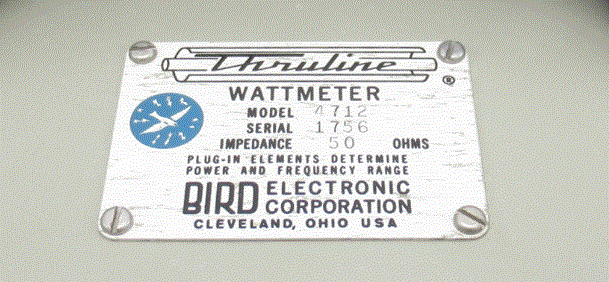 Thruline ®
WATTMETER
MODEL 4712
SERIAL 1756
IMPEDANCE 50 OHMS
PLUG-IN ELEMENTS DETERMINE
POWER AND FREQUENCY RANGE
BIRD ELECTRONIC
CORPORATION
CLEVELAND, OHIO USA